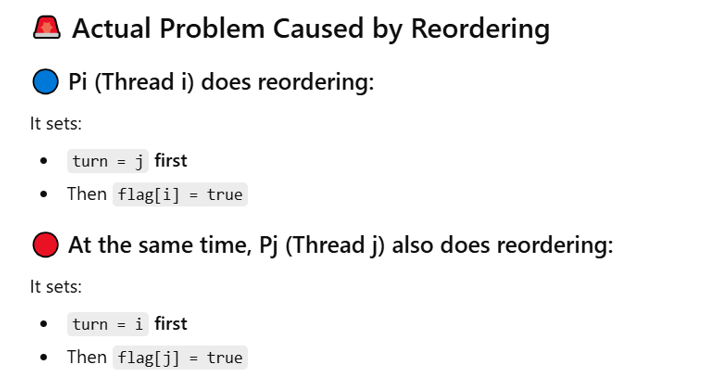 🚨 Actual Problem Caused by Reordering
🔵 Pi (Thread i) does reordering:
It sets:
• turn = j first
• Then flag[i] = true
🔴 At the same time, Pj (Thread j) also does reordering:
It sets:
• turn = i first
• Then flag[j] = true